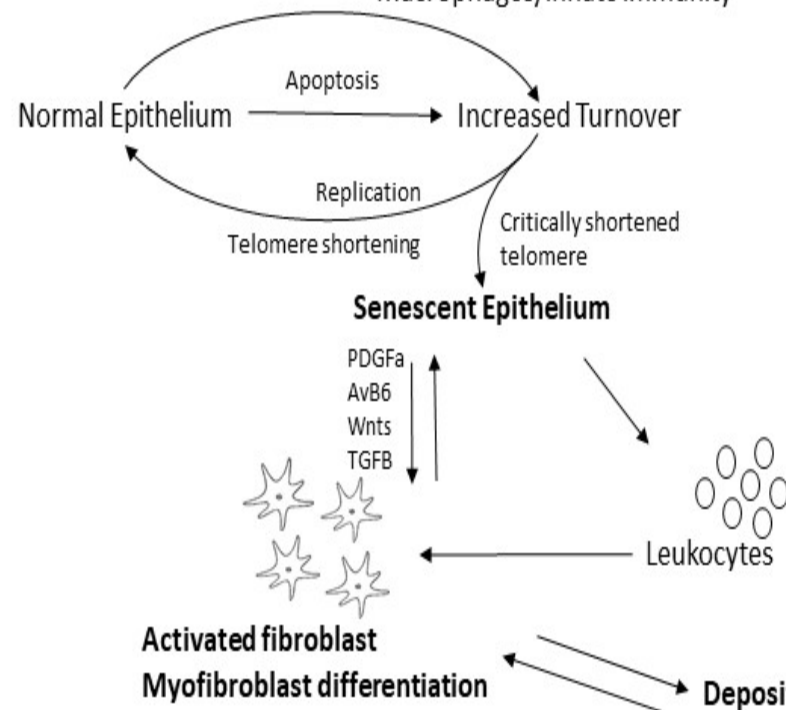 Apoptosis
Normal Epithelium
Increased Turnover
Replication
Telomere shortening
Critically shortened
telomere
Senescent Epithelium
PDGFa
AvB6
Wnts
TGFB
Leukocytes
Activated fibroblast
Myofibroblast differentiation